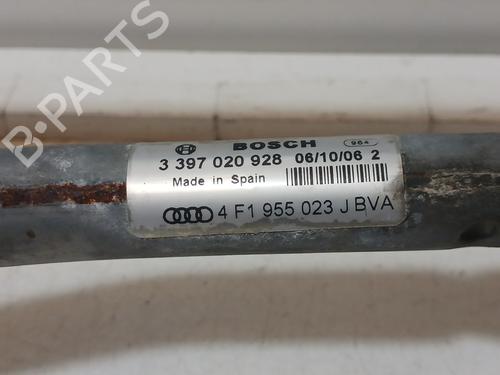 BOSCH 964
3 397 020 928 06/10/06 2
Made in Spain
4 F1 955 023 J BVA
B-PARTS